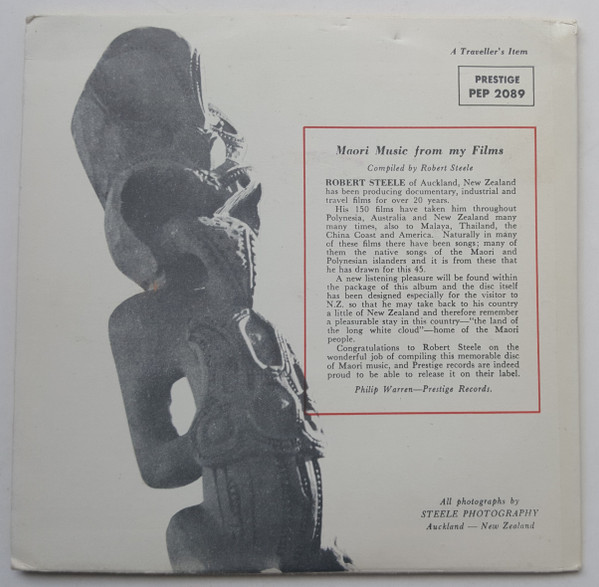 A Traveller's Item
PRESTIGE
PEP 2089
Maori Music from my Films
Compiled by Robert Steele
ROBERT STEELE of Auckland, New Zealand
has been producing documentary, industrial and
travel films for over 20 years.
His 150 films have taken him throughout
Polynesia, Australia and New Zealand many
many times, also to Malaya, Thailand, the
China Coast and America. Naturally in many
of these films there have been songs; many of
them the native songs of the Maori and
Polynesian islanders and it is from these that
he has drawn for this 45.
A new listening pleasure will be found within
the package of this album and the disc itself
has been designed especially for the visitor to
N.Z. so that he may take back to his country
a little of New Zealand and therefore remember
a pleasurable stay in this country—"the land of
the long white cloud"—home of the Maori
people.
Congratulations to Robert Steele on the
wonderful job of compiling this memorable disc
of Maori music, and Prestige records are indeed
proud to be able to release it on their label.
Philip Warren—Prestige Records.
All photographs by
STEELE PHOTOGRAPHY
Auckland — New Zealand